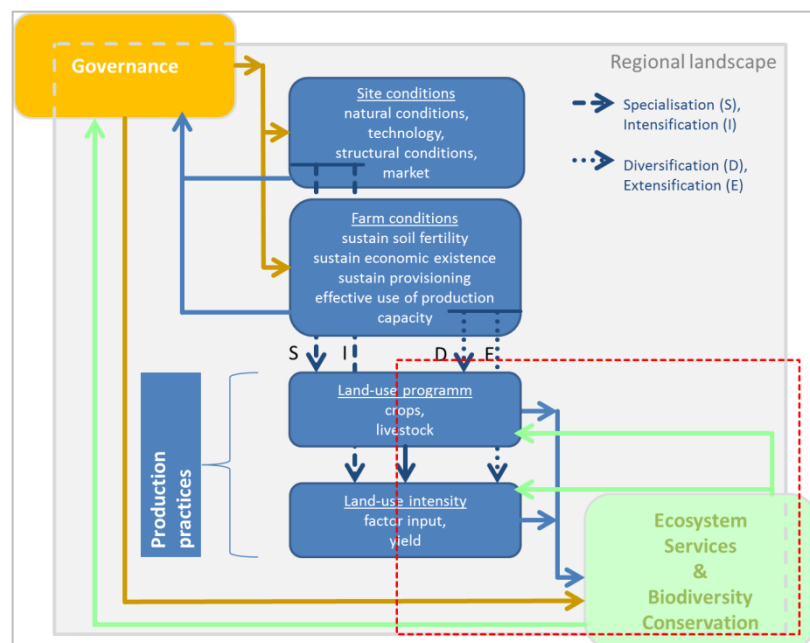 Governance
Regional landscape
Site conditions
natural conditions,
technology,
structural conditions,
market
Specialisation (S),
Intensification (I)
Diversification (D),
Extensification (E)
Farm conditions
sustain soil fertility
sustain economic existence
sustain provisioning
effective use of production
capacity
S
I
D
E
Land-use programm
crops,
livestock
Production
practices
Land-use intensity
factor input,
yield
Ecosystem
Services
&
Biodiversity
Conservation